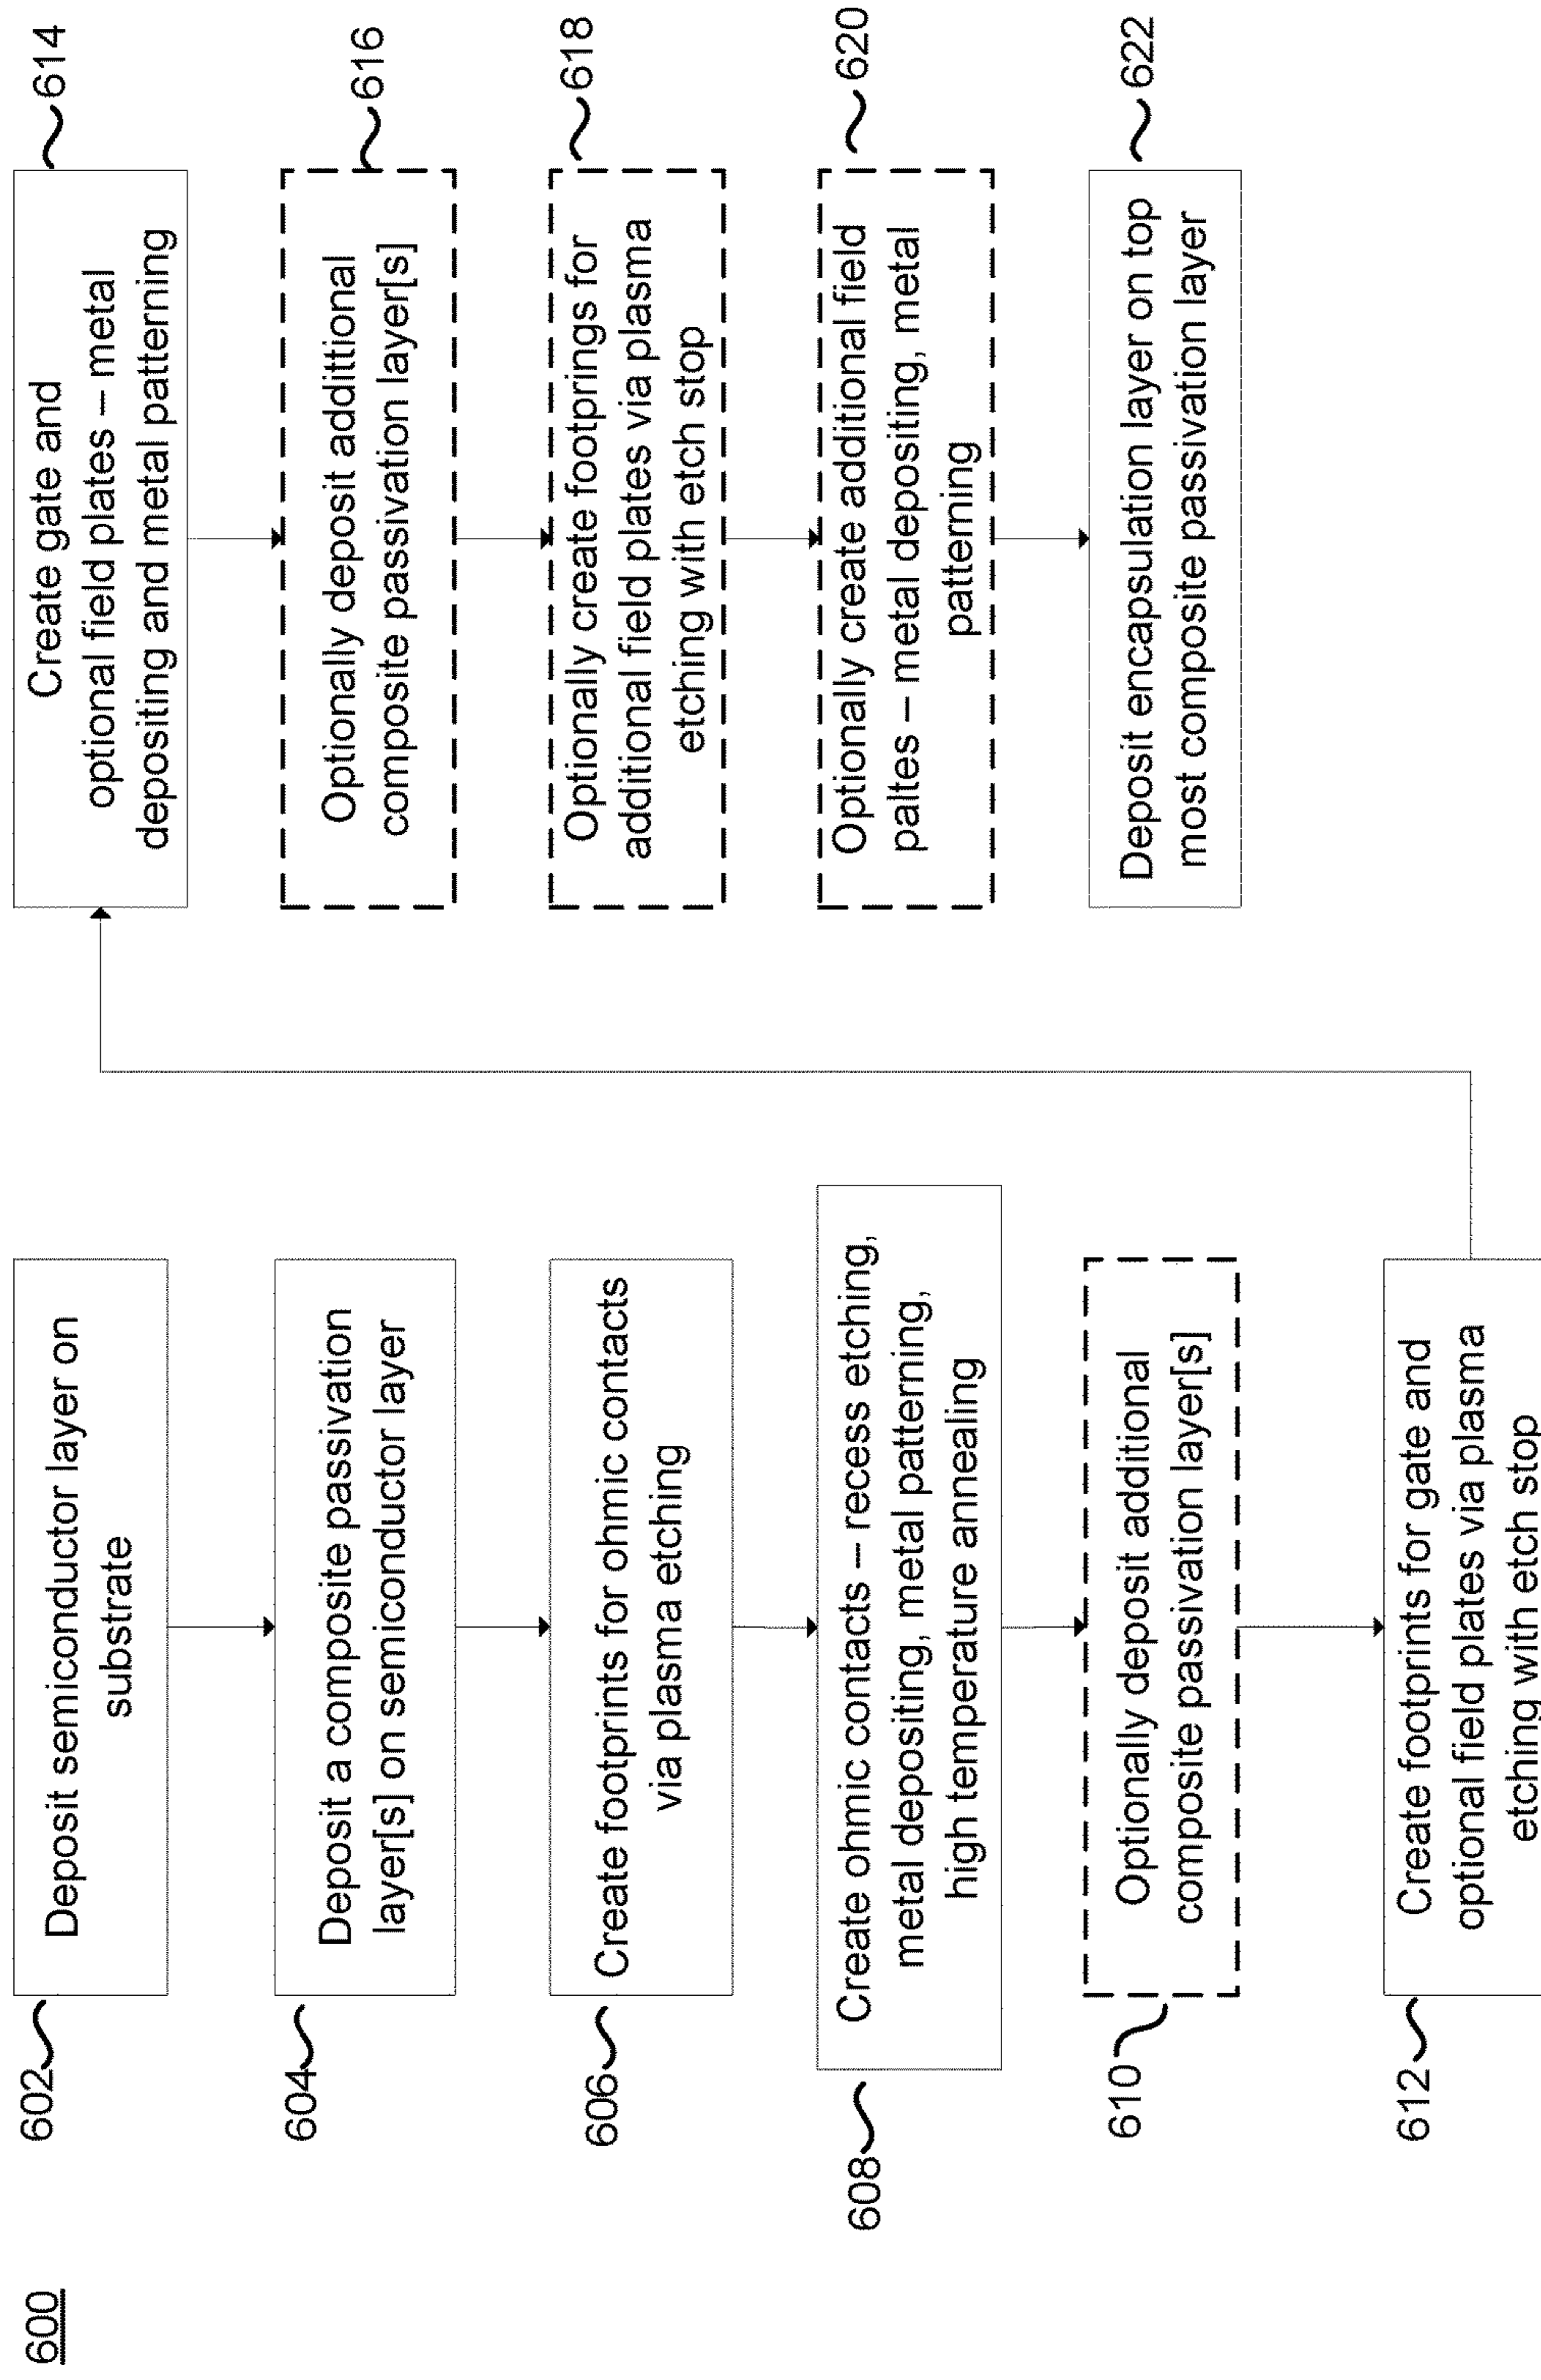 600
602
Deposit semiconductor layer on
substrate
604
Deposit a composite passivation
layer[s] on semiconductor layer
606
Create footprints for ohmic contacts
via plasma etching
608
Create ohmic contacts – recess etching,
metal depositing, metal patterning,
high temperature annealing
610
Optionally deposit additional
composite passivation layer[s]
612
Create footprints for gate and
optional field plates via plasma
etching with etch stop
614
Create gate and
optional field plates – metal
depositing and metal patterning
616
Optionally deposit addittional
composite passivation layer[s]
618
Optionally create footprings for
additional field plates via plasma
etching with etch stop
620
Optionally create additional field
paltes – metal depositing, metal
patterning
622
Deposit encapsulation layer on top
most composite passivation layer